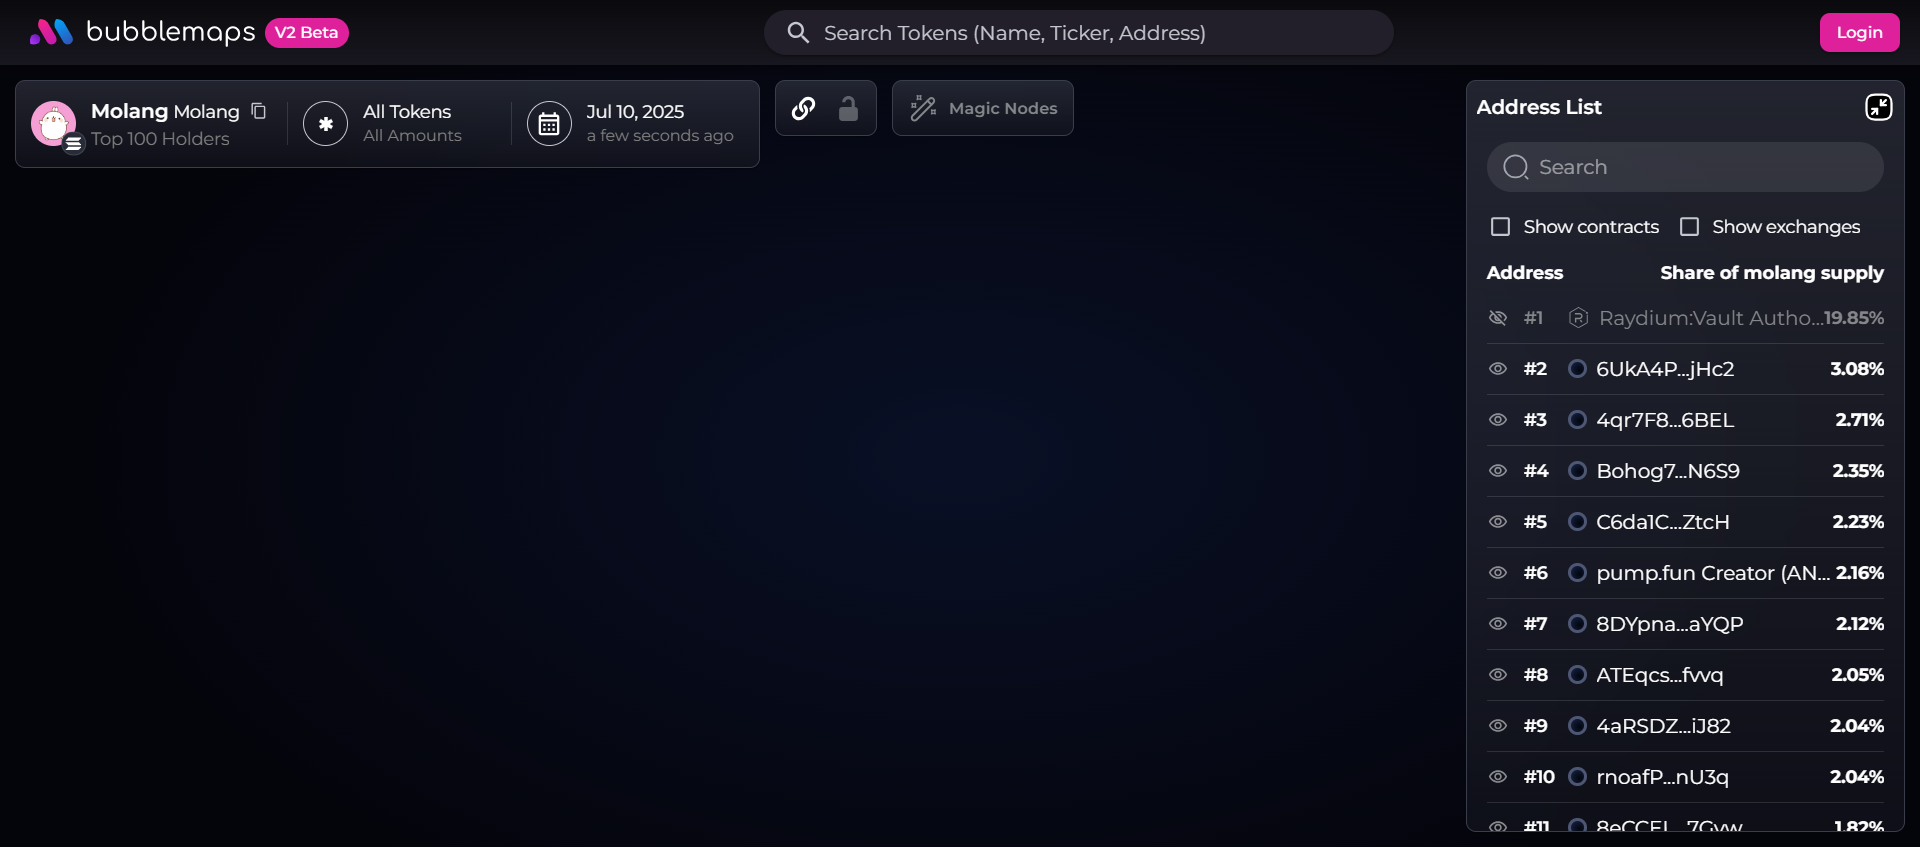 bubblemaps V2 Beta
Search Tokens (Name, Ticker, Address)
Login
Molang Molang
Top 100 Holders
All Tokens
All Amounts
Jul 10, 2025
a few seconds ago
Magic Nodes
Address List
Search
Show contracts Show exchanges
Address Share of molang supply
#1 Raydium:Vault Autho... 19.85%
#2 6UkA4P...jHc2 3.08%
#3 4qr7F8...6BEL 2.71%
#4 Bohog7...N6S9 2.35%
#5 C6da1C...ZtcH 2.23%
#6 pump.fun Creator (AN... 2.16%
#7 8DYpna...aYQP 2.12%
#8 ATEqcs...fvvq 2.05%
#9 4aRSDZ...iJ82 2.04%
#10 rnoafP...nU3q 2.04%
#11 1.82%